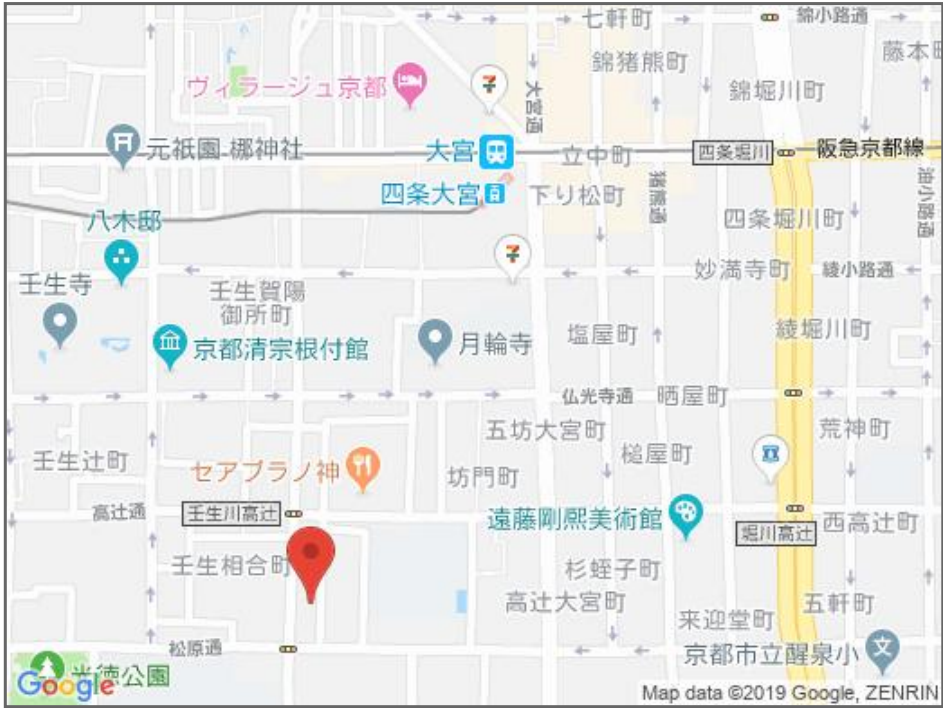 七軒町
錦小路通
藤本
錦猪熊町
ヴィラージュ京都
大宮通
錦堀川町
元祇園 梛神社
大宮
立中町
四条堀川
阪急京都線
四条大宮
下り松町
猪熊通
油小路通
四条堀川町
八木邸
妙満寺町
綾小路通
壬生寺
壬生賀陽
御所町
塩屋町
綾堀川町
京都清宗根付館
月輪寺
仏光寺通
晒屋町
五坊大宮町
荒神町
壬生辻町
セアブラノ神
坊門町
槌屋町
高辻通
壬生川高辻
遠藤剛熈美術館
堀川高辻
西高辻町
壬生相合町
杉蛭子町
高辻大宮町
来迎堂町
五軒町
松原通
京都市立醒泉小
光徳公園
Google
Map data ©2019 Google, ZENRIN